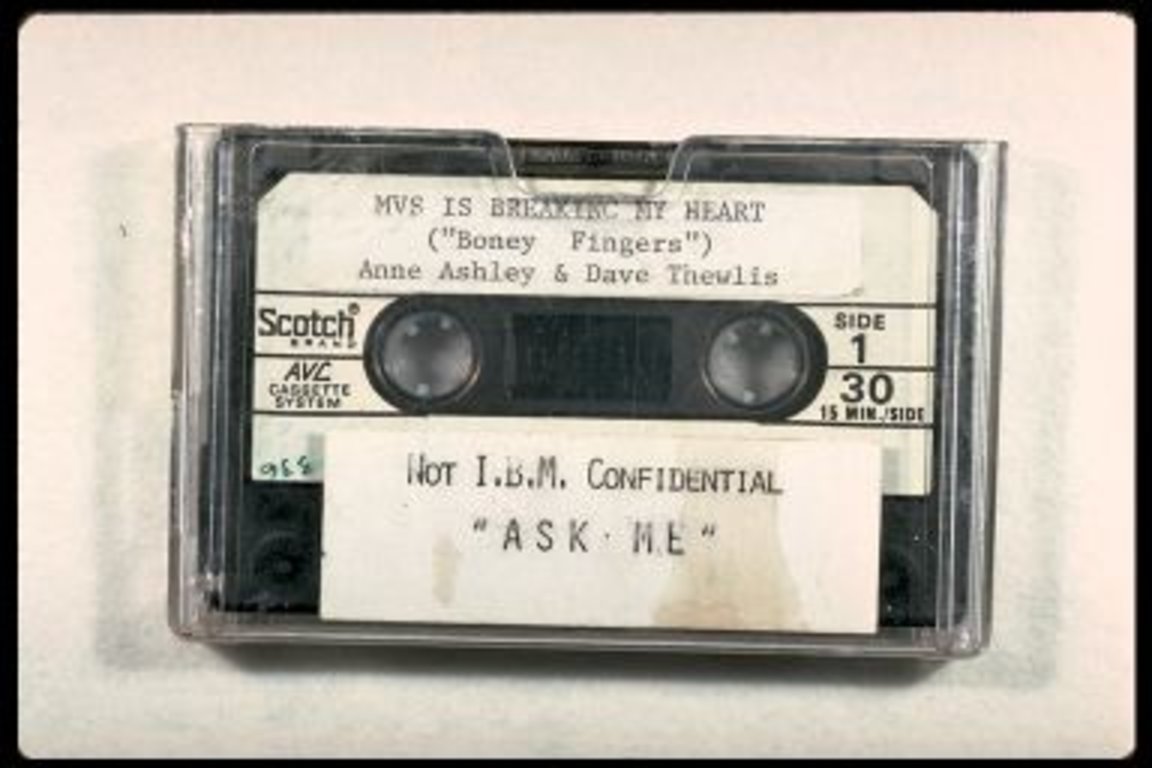 MVS IS BREAKING MY HEART
("Boney Fingers")
Anne Ashley & Dave Thewlis
Scotch®
BRAND
SIDE
1
AVC
CASSETTE
SYSTEM
30
15 MIN./SIDE
NOT I.B.M. CONFIDENTIAL
"ASK ME"